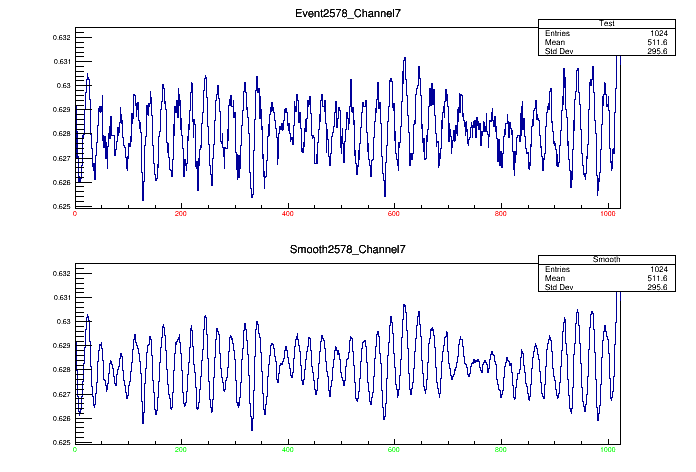 Event2578_Channel7
Test
Entries 1024
Mean 511.6
Std Dev 295.6
0.632
0.631
0.63
0.629
0.628
0.627
0.626
0.625
0 200 400 600 800 1000
Smooth2578_Channel7
Smooth
Entries 1024
Mean 511.6
Std Dev 295.6
0.632
0.631
0.63
0.629
0.628
0.627
0.626
0.625
0 200 400 600 800 1000